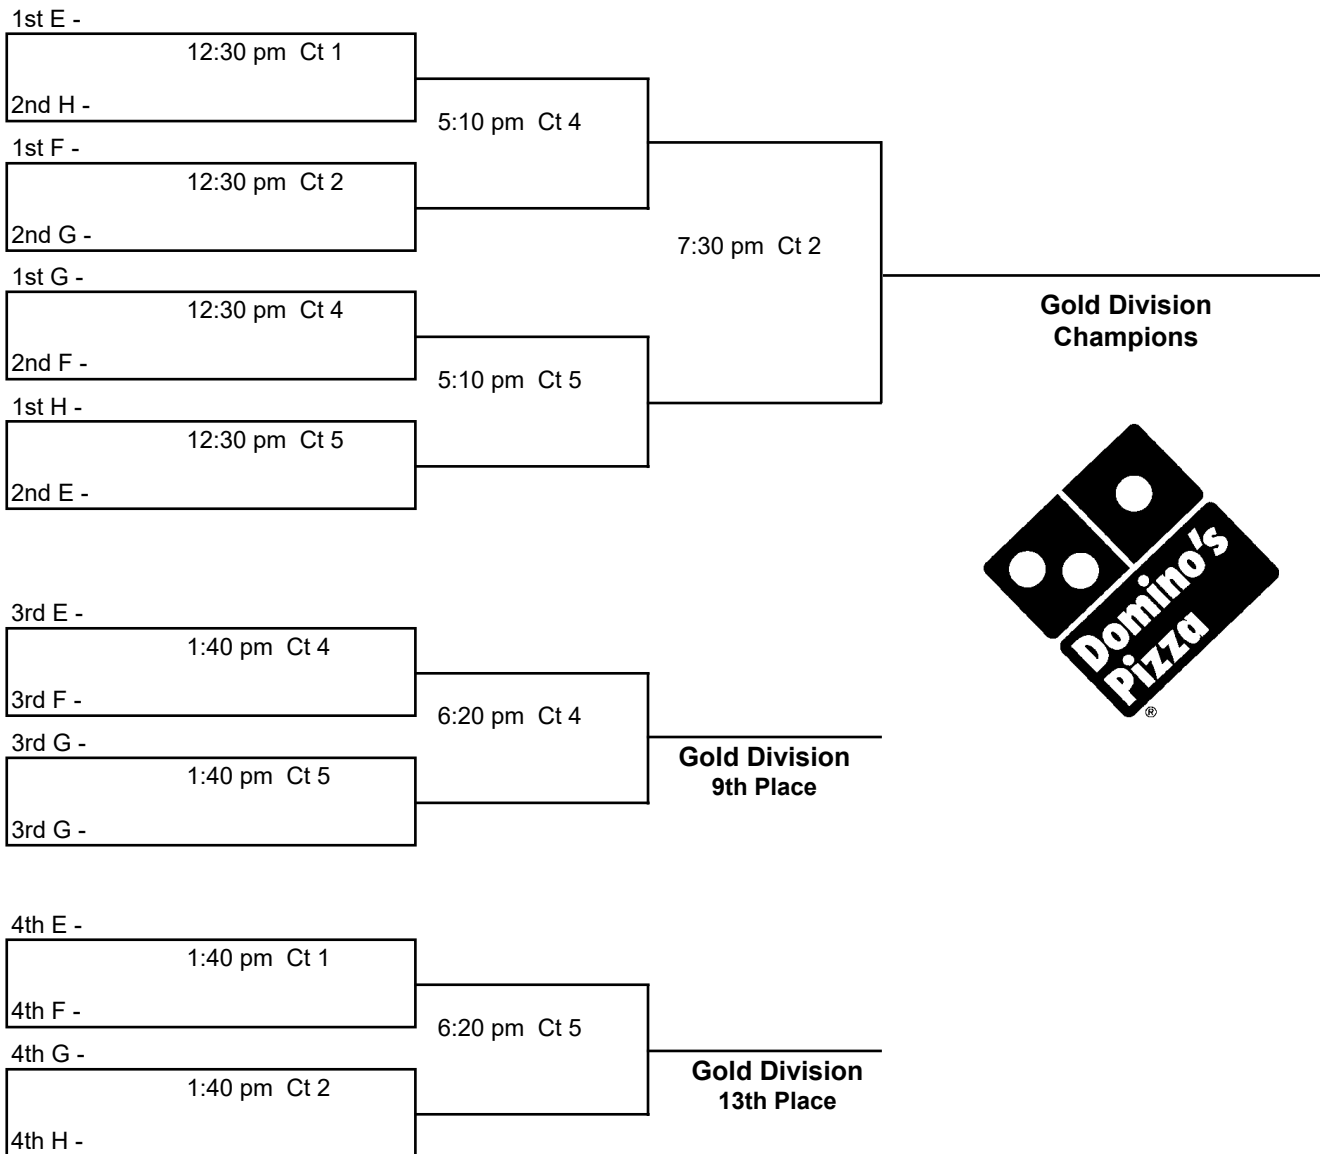 1st E -
12:30 pm  Ct 1
2nd H -
5:10 pm  Ct 4
1st F -
12:30 pm  Ct 2
2nd G -
7:30 pm  Ct 2
1st G -
12:30 pm  Ct 4
2nd F -
5:10 pm  Ct 5
1st H -
12:30 pm  Ct 5
2nd E -
Gold Division
Champions
Domino's
Pizza
®
3rd E -
1:40 pm  Ct 4
3rd F -
6:20 pm  Ct 4
3rd G -
1:40 pm  Ct 5
3rd G -
Gold Division
9th Place
4th E -
1:40 pm  Ct 1
4th F -
6:20 pm  Ct 5
4th G -
1:40 pm  Ct 2
4th H -
Gold Division
13th Place